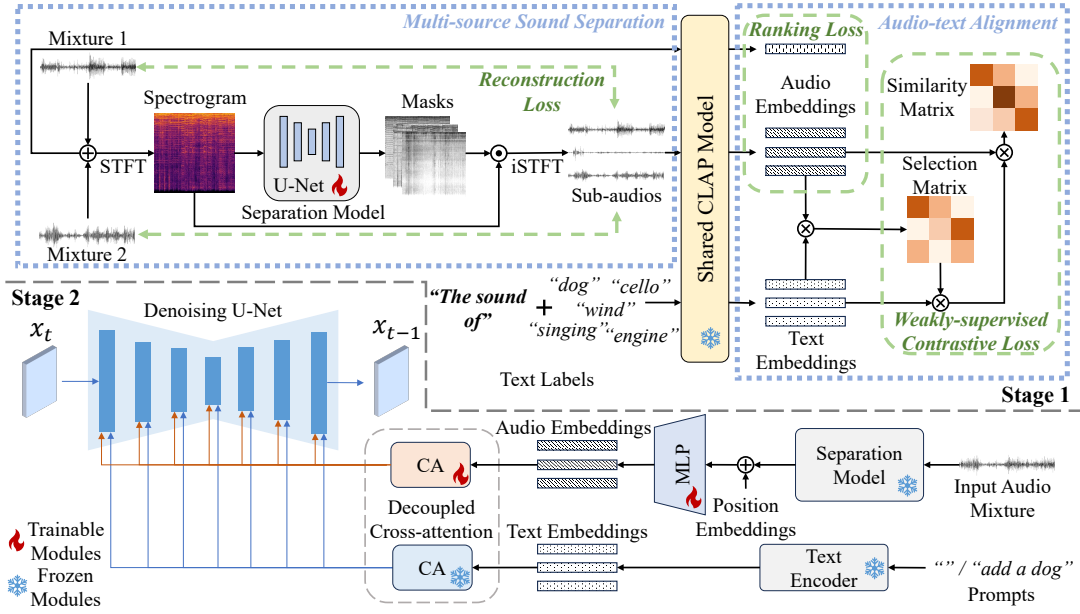 Multi-source Sound Separation
Mixture 1
Reconstruction
Loss
Spectrogram
Masks
STFT
U-Net
iSTFT
Separation Model
Sub-audios
Mixture 2
Shared CLAP Model
Audio-text Alignment
Ranking Loss
Audio
Embeddings
Similarity
Matrix
Selection
Matrix
Weakly-supervised
Contrastive Loss
Text
Embeddings
Stage 1
“The sound
of”
+
“dog” “cello”
“wind”
“singing” “engine”
Text Labels
Stage 2
Denoising U-Net
xt
xt−1
Audio Embeddings
CA
MLP
Position
Embeddings
Separation
Model
Input Audio
Mixture
Decoupled
Cross-attention
Text Embeddings
CA
Text
Encoder
“” / “add a dog”
Prompts
Trainable
Modules
Frozen
Modules